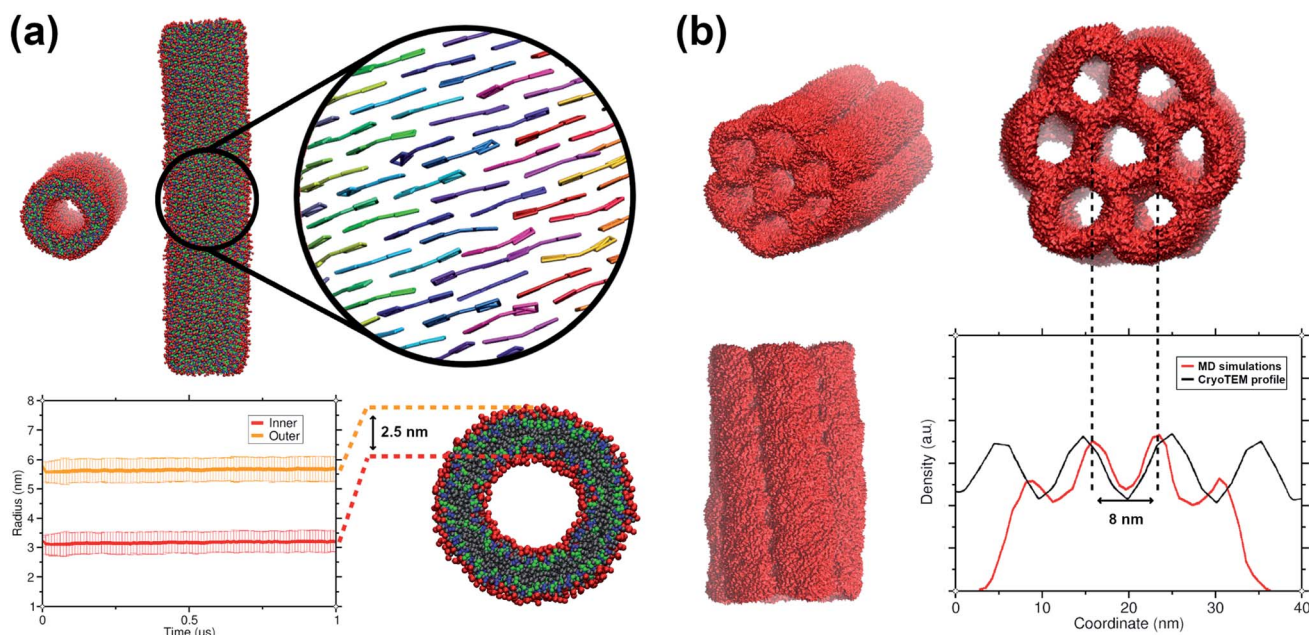 (a)
(b)
8
7
6
5
4
3
2
1
Radius (nm)
Inner
Outer
0
0.5
1
Time (us)
2.5 nm
MD simulations
CryoTEM profile
Density (a.u)
8 nm
0
10
20
30
40
Coordinate (nm)